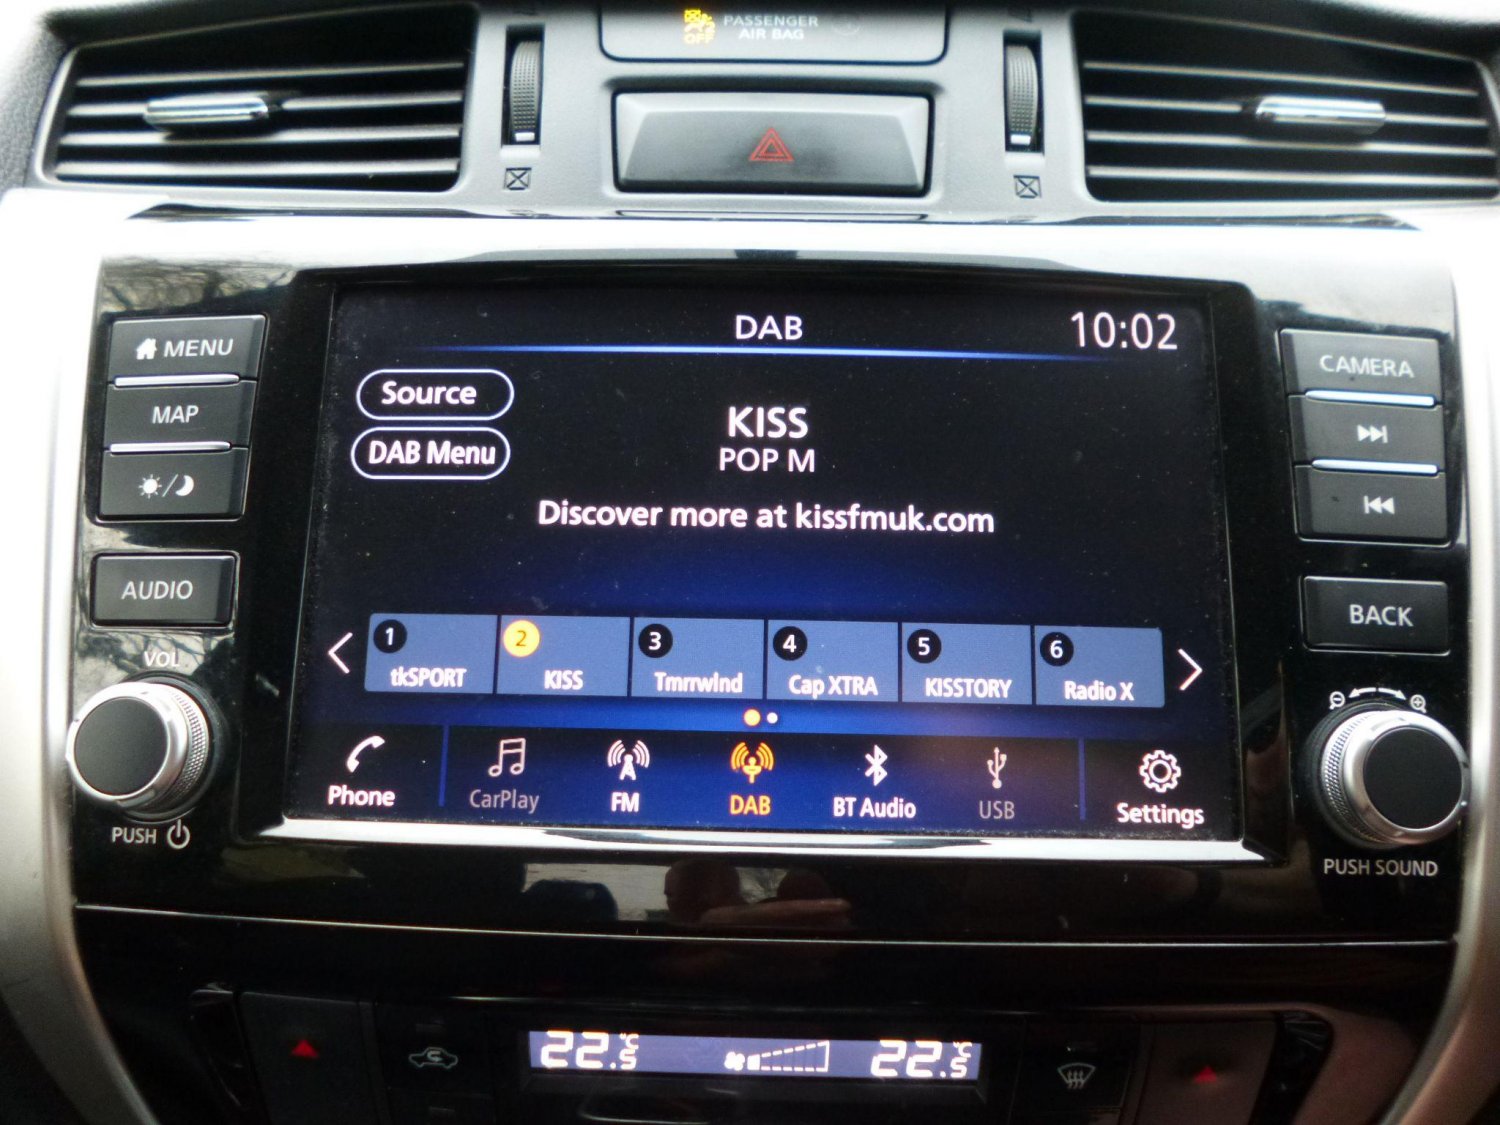 PASSENGER
AIR BAG
OFF
DAB
10:02
MENU
MAP
AUDIO
VOL
PUSH
CAMERA
BACK
PUSH SOUND
Source
DAB Menu
KISS
POP M
Discover more at kissfmuk.com
1 tkSPORT
2 KISS
3 Tmrrwlnd
4 Cap XTRA
5 KISSTORY
6 Radio X
Phone
CarPlay
FM
DAB
BT Audio
USB
Settings
22.5°C
22.5°C